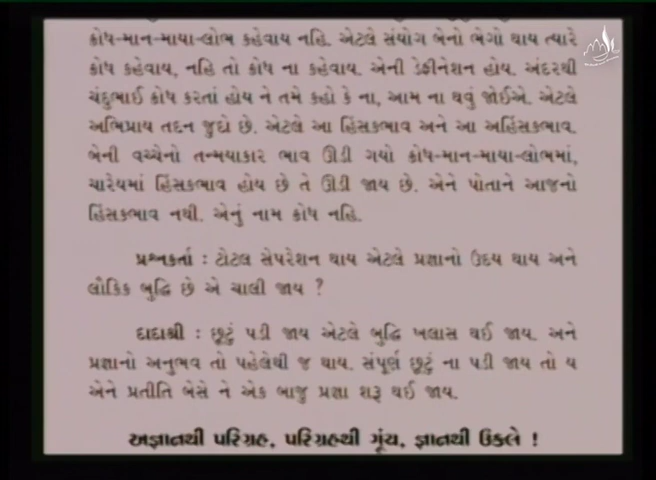 ક્રોધ-માન-માયા-લોભ કહેવાય નહિ. એટલે સંયોગ બેનો ભેગો થાય ત્યારે
ક્રોધ કહેવાય, નહિ તો ક્રોધ ના કહેવાય. એની ડેફીનેશન હોય. અંદરથી
ચંદુભાઈ ક્રોધ કરતાં હોય ને તમે કહો કે ના, આમ ના થવું જોઈએ. એટલે
અભિપ્રાય તદ્દન જુદો છે. એટલે આ હિંસકભાવ અને આ અહિંસકભાવ.
બેની વચ્ચેનો તન્મયાકાર ભાવ ઊડી ગયો ક્રોધ-માન-માયા-લોભમાં,
ચારેયમાં હિંસકભાવ હોય છે તે ઊડી જાય છે. એને પોતાને આજનો
હિંસકભાવ નથી. એનું નામ ક્રોધ નહિ.
પ્રશ્નકર્તા : ટોટલ સેપરેશન થાય એટલે પ્રજ્ઞાનો ઉદય થાય અને
લૌકિક બુદ્ધિ છે એ ચાલી જાય ?
દાદાશ્રી : છૂટું પડી જાય એટલે બુદ્ધિ ખલાસ થઈ જાય. અને
પ્રજ્ઞાનો અનુભવ તો પહેલેથી જ થાય. સંપૂર્ણ છૂટું ના પડી જાય તો ય
એને પ્રતીતિ બેસે ને એક બાજુ પ્રજ્ઞા શરૂ થઈ જાય.
અજ્ઞાનથી પરિગ્રહ, પરિગ્રહથી ગૂંચ, જ્ઞાનથી ઉકલે !